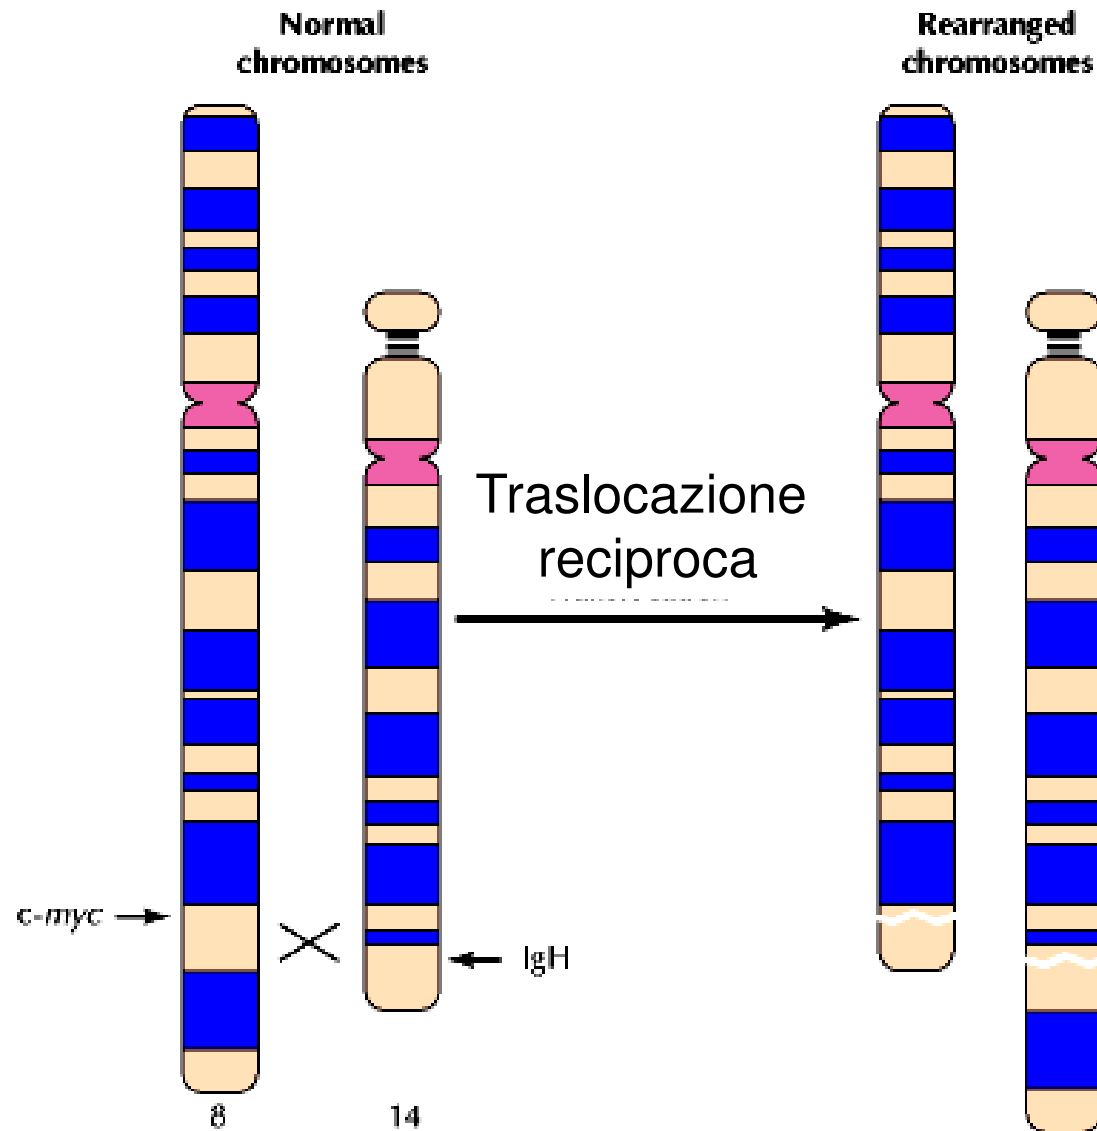 Normal
chromosomes
Rearranged
chromosomes
Traslocazione
reciproca
c-myc
IgH
8
14